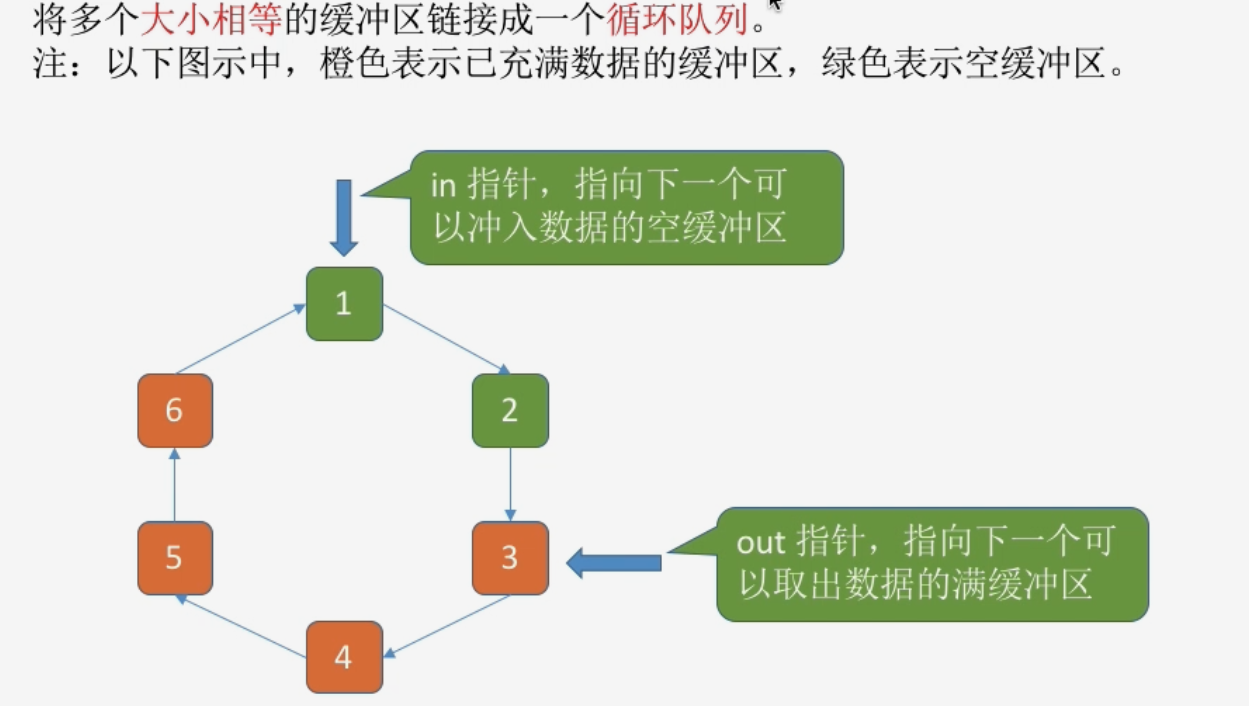 将多个大小相等的缓冲区链接成一个循环队列。
注：以下图示中，橙色表示已充满数据的缓冲区，绿色表示空缓冲区。
in 指针，指向下一个可
以冲入数据的空缓冲区
1
6
2
5
3
out 指针，指向下一个可
以取出数据的满缓冲区
4